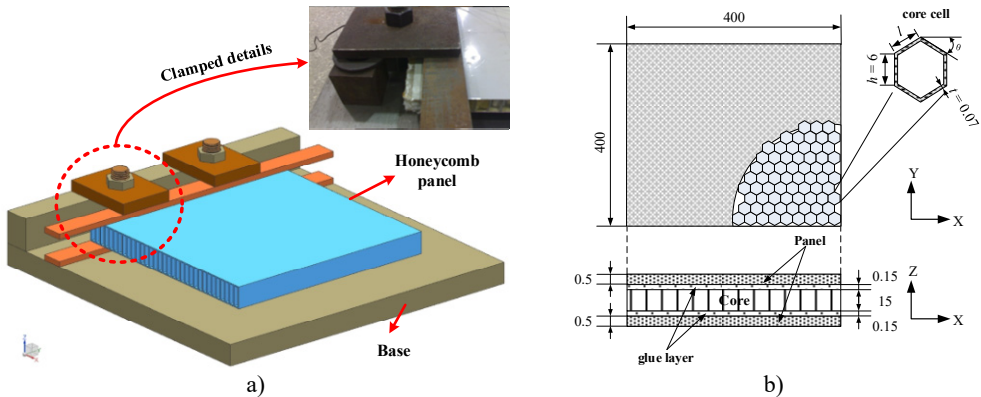 Clamped details
Honeycomb
panel
Base
a)
400
400
core cell
l
θ
h = 6
t = 0.07
Y
X
Panel
0.5
0.15
Core
15
0.5
0.15
glue layer
Z
X
b)